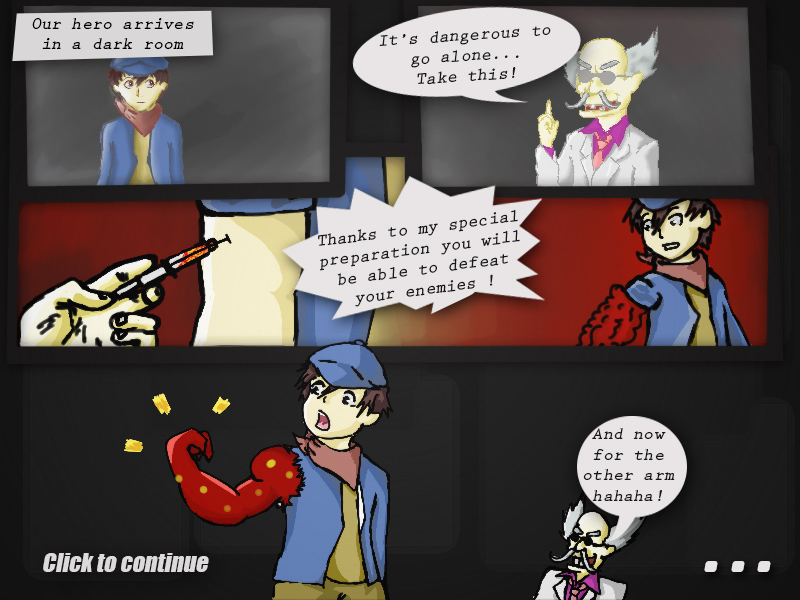 Our hero arrives
in a dark room
It's dangerous to
go alone...
Take this!
Thanks to my special
preparation you will
be able to defeat
your enemies !
And now
for the
other arm
hahaha!
Click to continue
...